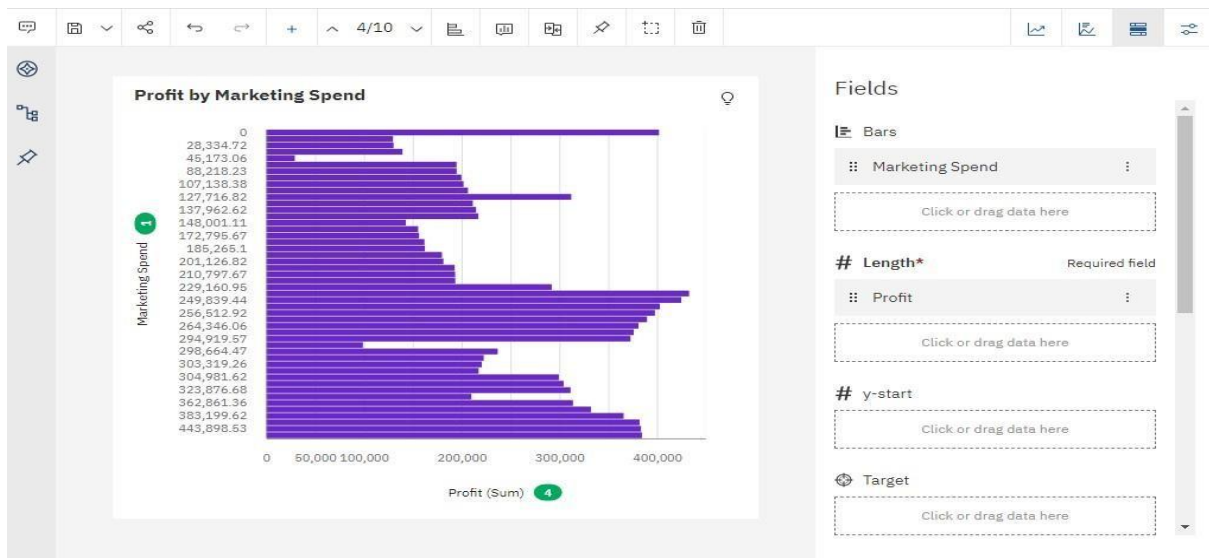 4/10
Profit by Marketing Spend
0
28,334.72
45,173.06
88,218.23
107,138.38
127,716.82
137,962.62
148,001.11
172,795.67
185,265.1
201,126.82
210,797.67
229,160.95
249,839.44
256,512.92
264,346.06
294,919.57
298,664.47
303,319.26
304,981.62
323,876.68
362,861.36
383,199.62
443,898.53
Marketing Spend 1
0 50,000 100,000 200,000 300,000 400,000
Profit (Sum) 4
Fields
Bars
Marketing Spend
Click or drag data here
# Length* Required field
Profit
Click or drag data here
# y-start
Click or drag data here
Target
Click or drag data here